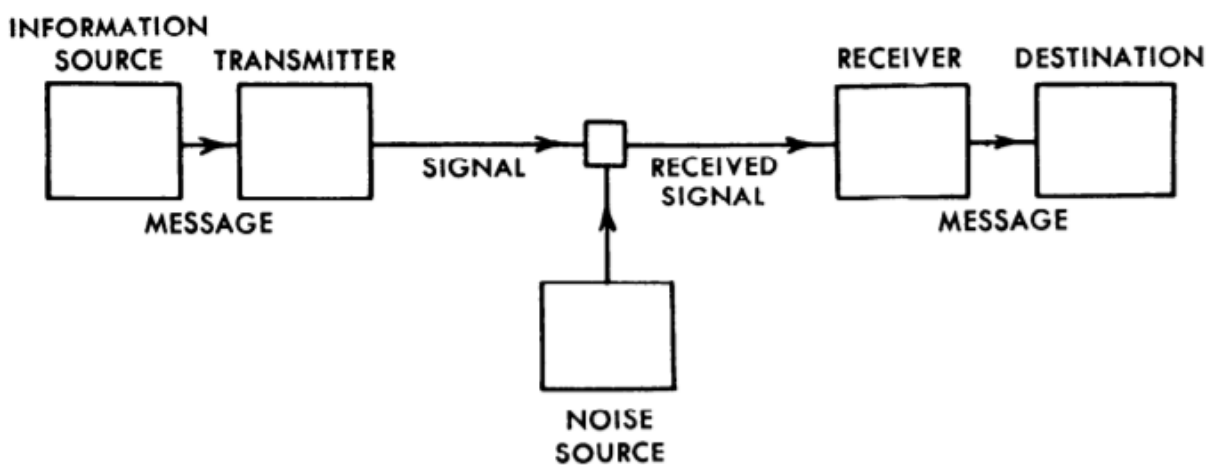 INFORMATION
SOURCE
TRANSMITTER
RECEIVER
DESTINATION
SIGNAL
RECEIVED
SIGNAL
MESSAGE
MESSAGE
NOISE
SOURCE